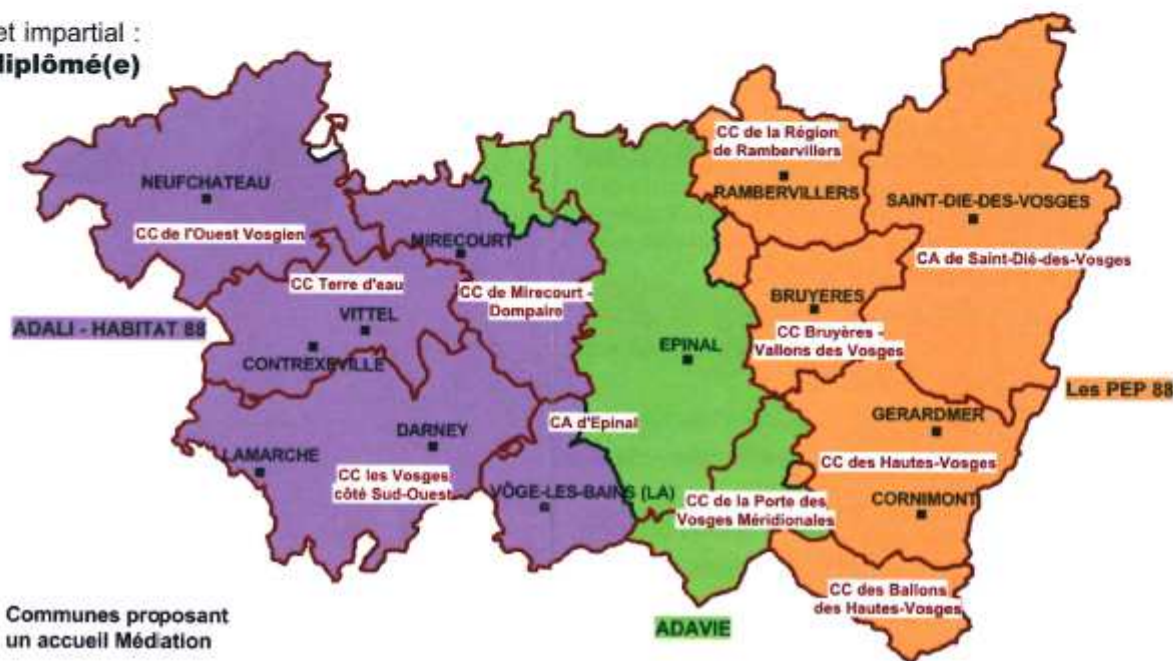 et impartial :
diplômé(e)
CC de la Région
de Rambervillers
RAMBERVILLERS
NEUFCHATEAU
SAINT-DIE-DES-VOSGES
CC de l'Ouest Vosgien
MIRECOURT
CA de Saint-Dié-des-Vosges
CC Terre d'eau
CC de Mirecourt -
Dompaire
BRUYERES
ADALI - HABITAT 88
VITTEL
CC Bruyères -
Vallons des Vosges
CONTREXEVILLE
EPINAL
Les PEP 88
GERARDMER
CA d'Epinal
DARNEY
LAMARCHE
CC les Vosges
côté Sud-Ouest
CC des Hautes-Vosges
VÔGE-LES-BAINS (LA)
CC de la Porte des
Vosges Méridionales
CORNIMONT
CC des Ballons
des Hautes-Vosges
Communes proposant
un accueil Médiation
ADAVIE